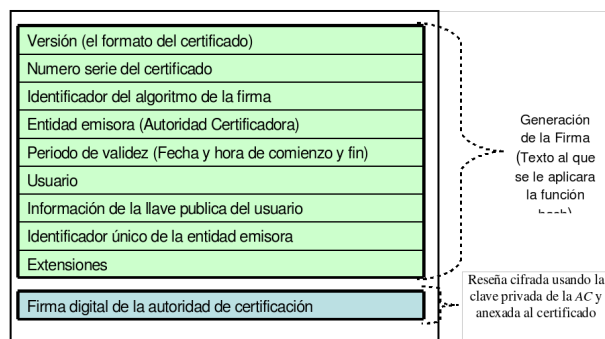 Versión (el formato del certificado)
Numero serie del certificado
Identificador del algoritmo de la firma
Entidad emisora (Autoridad Certificadora)
Periodo de validez (Fecha y hora de comienzo y fin)
Usuario
Información de la llave publica del usuario
Identificador único de la entidad emisora
Extensiones
Firma digital de la autoridad de certificación
Generación
de la Firma
(Texto al que
se le aplicara
la función
Reseña cifrada usando la
clave privada de la AC y
anexada al certificado